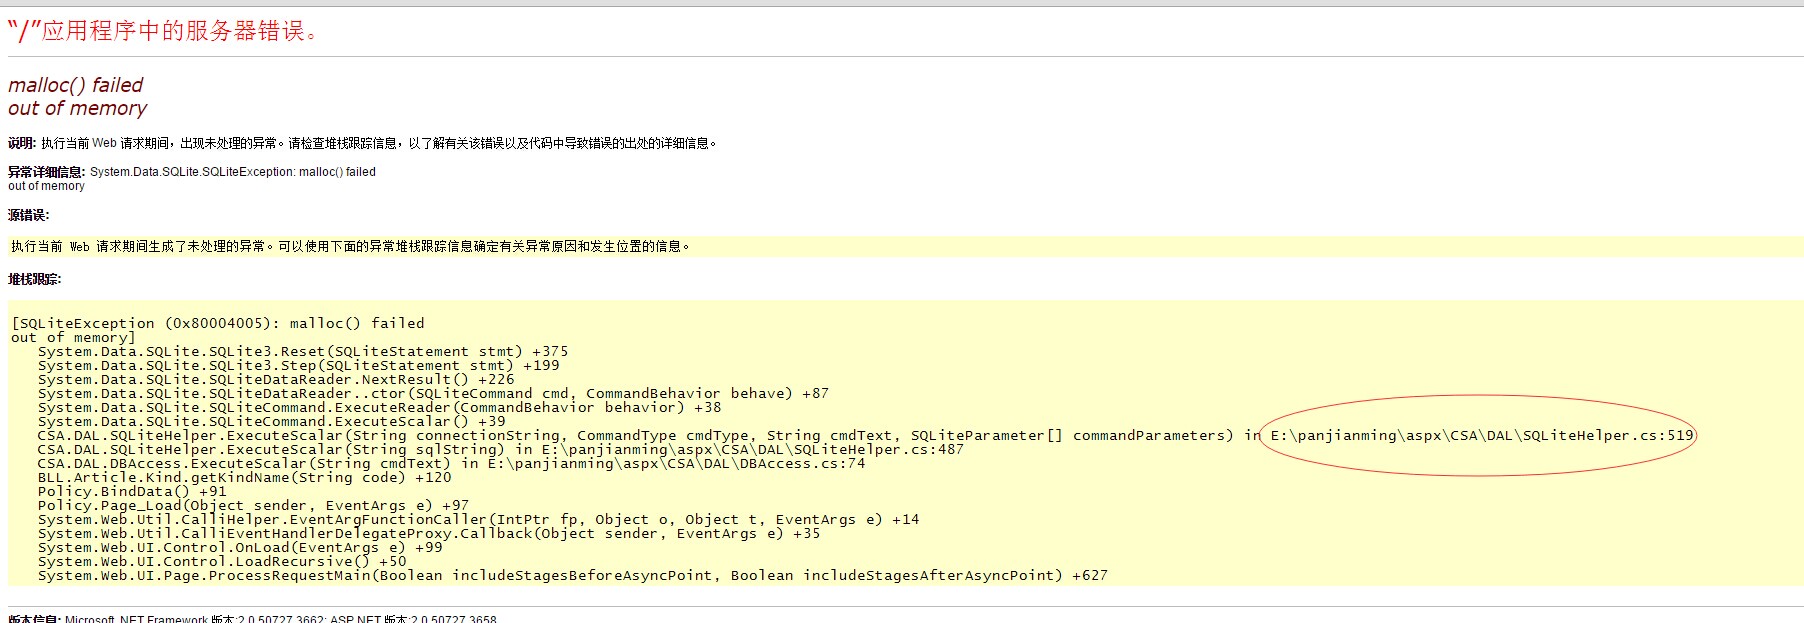 “/”应用程序中的服务器错误。
malloc() failed
out of memory
说明: 执行当前 Web 请求期间，出现未处理的异常。请检查堆栈跟踪信息，以了解有关该错误以及代码中导致错误的出处的详细信息。
异常详细信息: System.Data.SQLite.SQLiteException: malloc() failed
out of memory
源错误:
执行当前 Web 请求期间生成了未处理的异常。可以使用下面的异常堆栈跟踪信息确定有关异常原因和发生位置的信息。
堆栈跟踪:
[SQLiteException (0x80004005): malloc() failed
out of memory]
System.Data.SQLite.SQLite3.Reset(SQLiteStatement stmt) +375
System.Data.SQLite.SQLite3.Step(SQLiteStatement stmt) +199
System.Data.SQLite.SQLiteDataReader.NextResult() +226
System.Data.SQLite.SQLiteDataReader..ctor(SQLiteCommand cmd, CommandBehavior behave) +87
System.Data.SQLite.SQLiteCommand.ExecuteReader(CommandBehavior behavior) +38
System.Data.SQLite.SQLiteCommand.ExecuteScalar() +39
CSA.DAL.SQLiteHelper.ExecuteScalar(String connectionString, CommandType cmdType, String cmdText, SQLiteParameter[] commandParameters) in E:\panjianming\aspx\CSA\DAL\SQLiteHelper.cs:519
CSA.DAL.SQLiteHelper.ExecuteScalar(String sqlString) in E:\panjianming\aspx\CSA\DAL\SQLiteHelper.cs:487
CSA.DAL.DBAccess.ExecuteScalar(String cmdText) in E:\panjianming\aspx\CSA\DAL\DBAccess.cs:74
BLL.Article.Kind.getKindName(String code) +120
Policy.BindData() +91
Policy.Page_Load(Object sender, EventArgs e) +97
System.Web.Util.CalliHelper.EventArgFunctionCaller(IntPtr fp, Object o, Object t, EventArgs e) +14
System.Web.Util.CalliEventHandlerDelegateProxy.Callback(Object sender, EventArgs e) +35
System.Web.UI.Control.OnLoad(EventArgs e) +99
System.Web.UI.Control.LoadRecursive() +50
System.Web.UI.Page.ProcessRequestMain(Boolean includeStagesBeforeAsyncPoint, Boolean includeStagesAfterAsyncPoint) +627
版本信息: Microsoft .NET Framework 版本:2.0.50727.3662; ASP.NET 版本:2.0.50727.3658